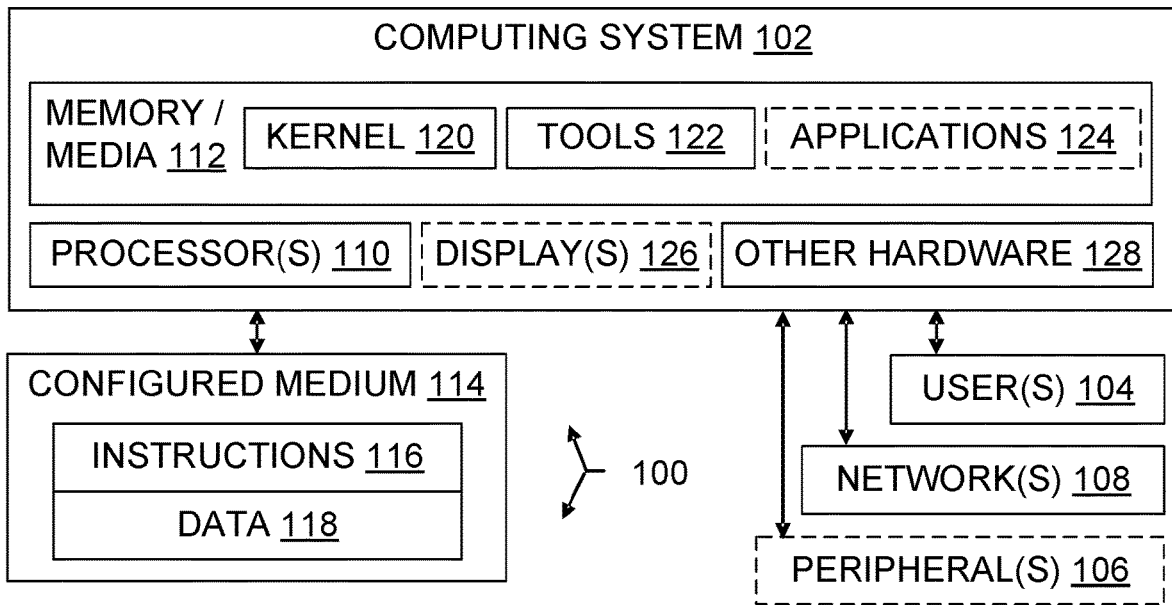 COMPUTING SYSTEM 102
MEMORY /
MEDIA 112
KERNEL 120
TOOLS 122
APPLICATIONS 124
PROCESSOR(S) 110
DISPLAY(S) 126
OTHER HARDWARE 128
CONFIGURED MEDIUM 114
INSTRUCTIONS 116
DATA 118
100
USER(S) 104
NETWORK(S) 108
PERIPHERAL(S) 106